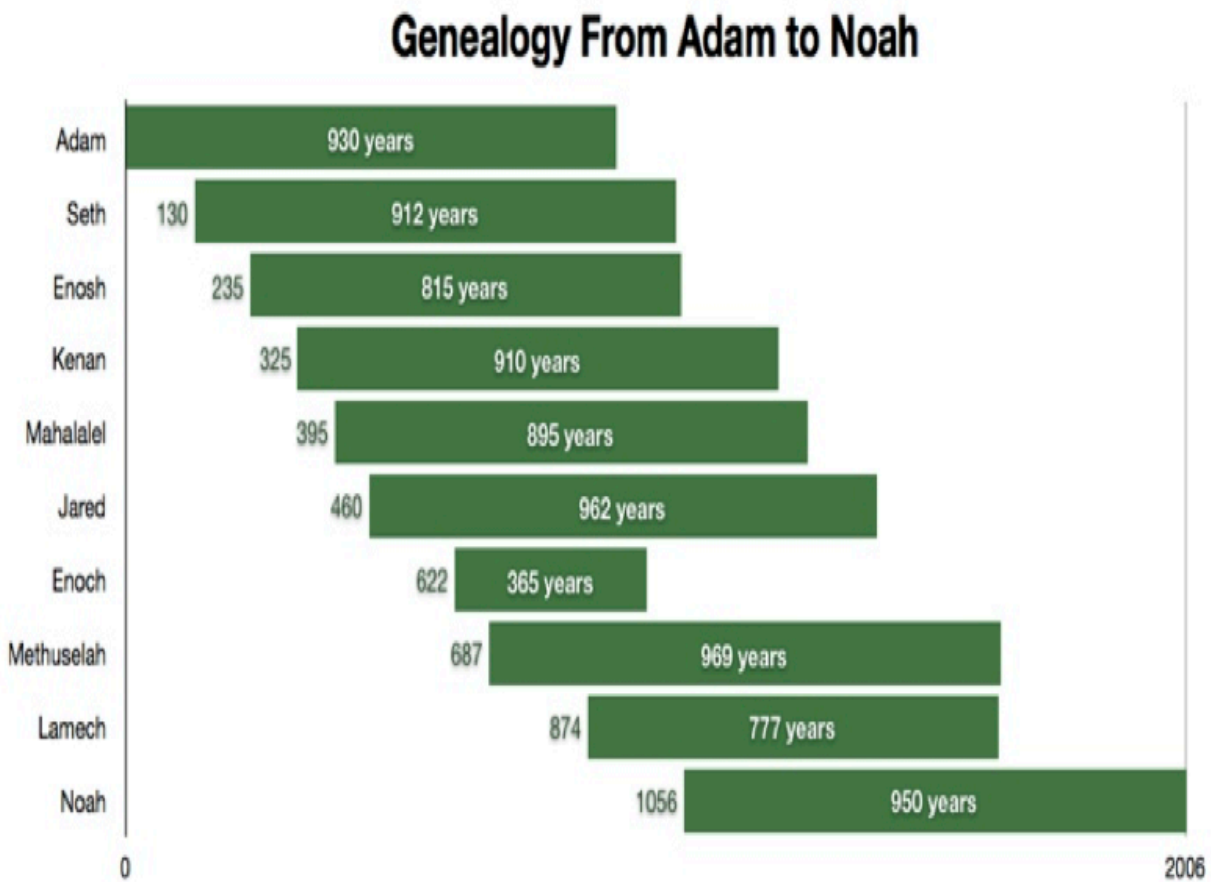 Genealogy From Adam to Noah
Adam 930 years
Seth 130 912 years
Enosh 235 815 years
Kenan 325 910 years
Mahalalel 395 895 years
Jared 460 962 years
Enoch 622 365 years
Methuselah 687 969 years
Lamech 874 777 years
Noah 1056 950 years
0 2006